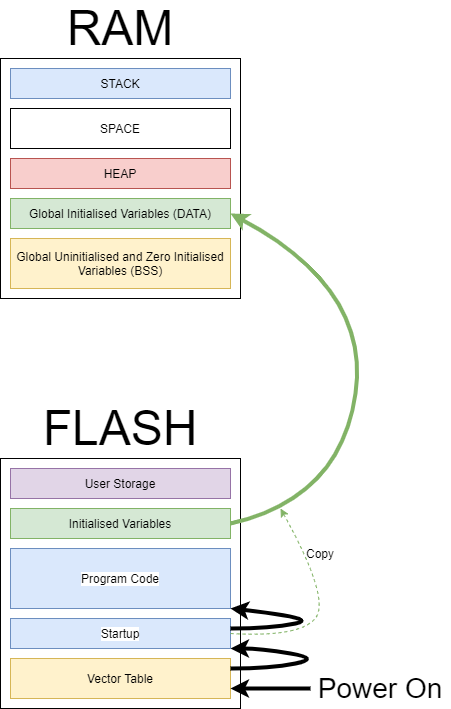 RAM
STACK
SPACE
HEAP
Global Initialised Variables (DATA)
Global Uninitialised and Zero Initialised
Variables (BSS)
FLASH
User Storage
Initialised Variables
Copy
Program Code
Startup
Vector Table
Power On